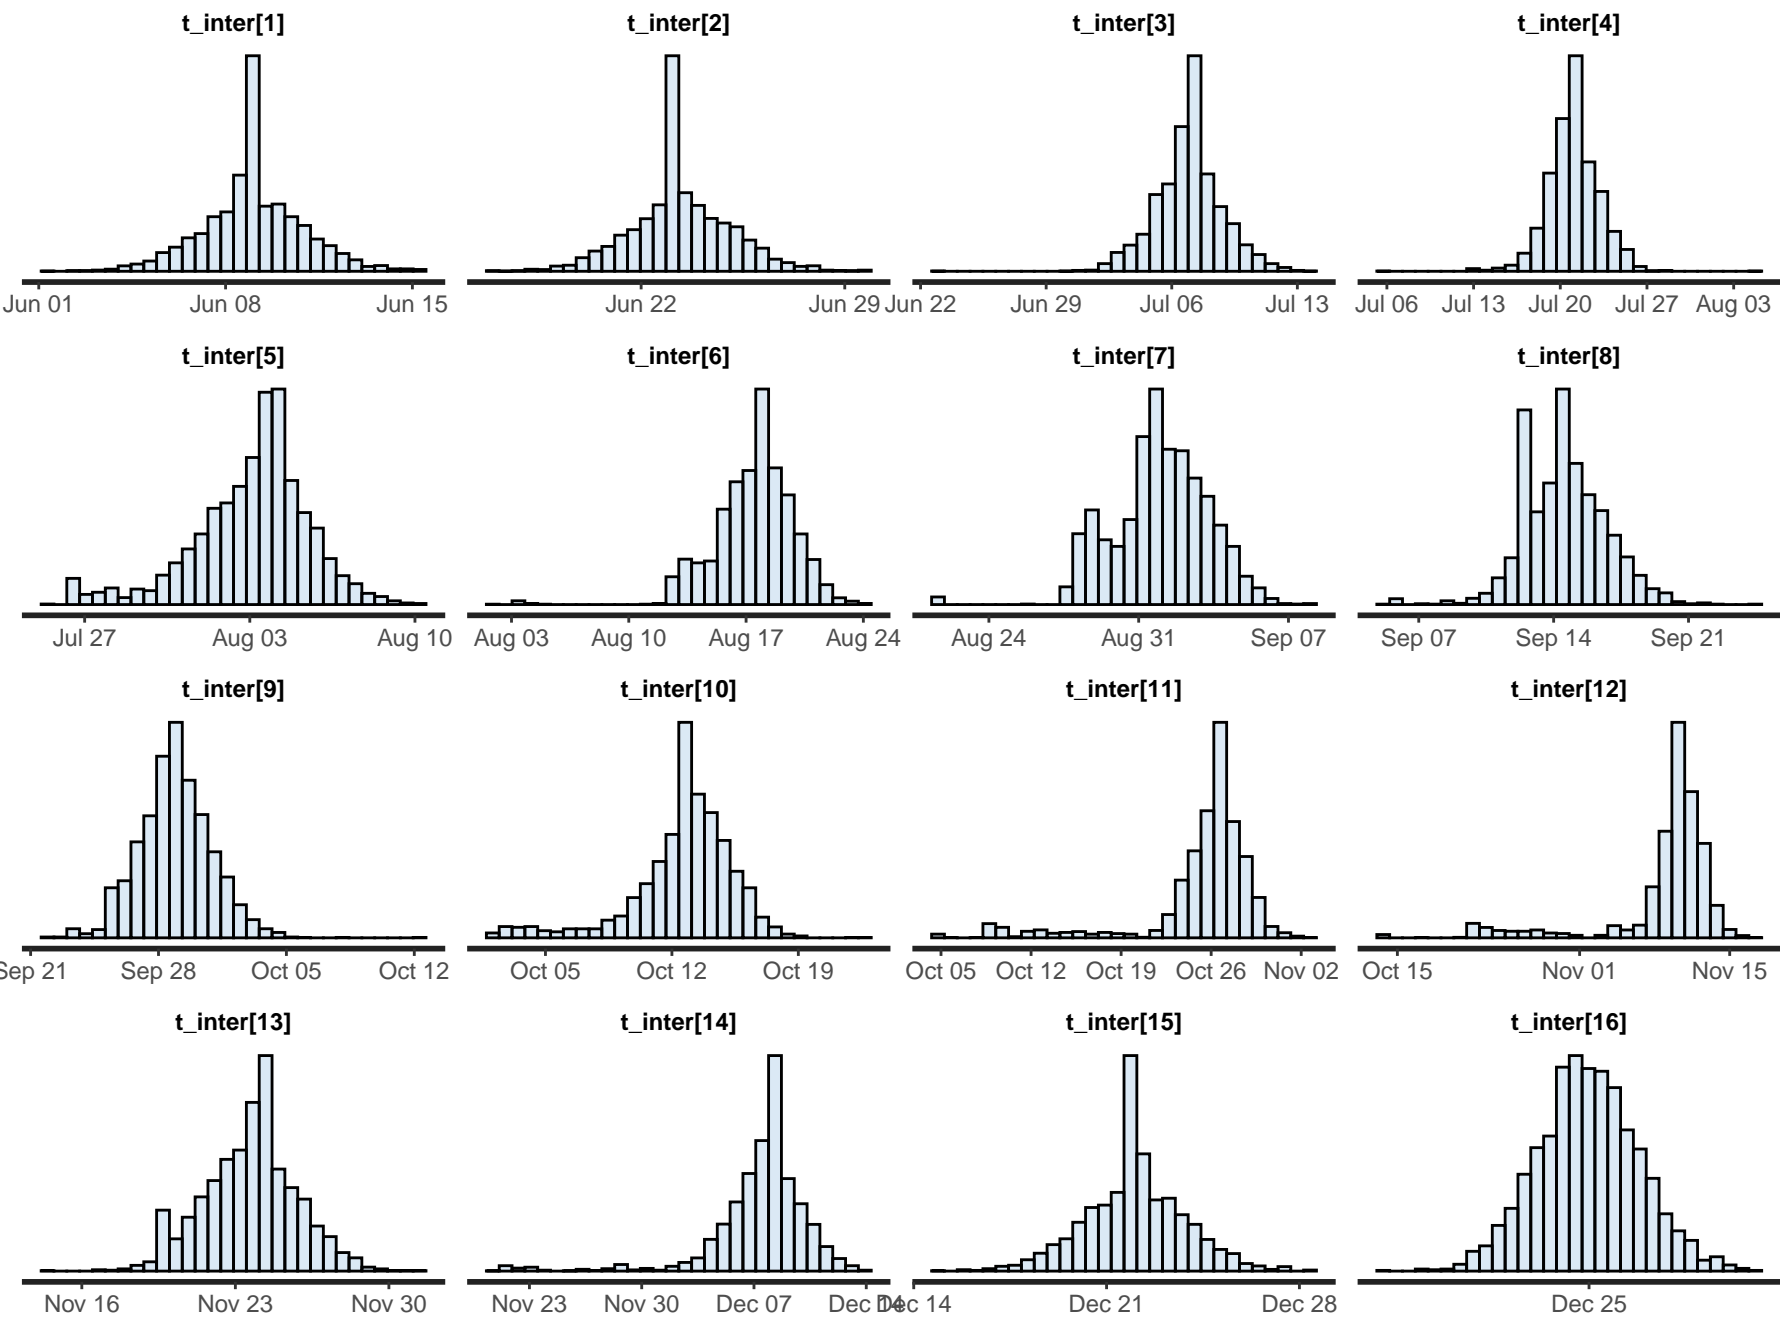 t_inter[1] t_inter[2] t_inter[3] t_inter[4]
Jun 01 Jun 08 Jun 15 Jun 22 Jun 29 Jun 22 Jun 29 Jul 06 Jul 13 Jul 06 Jul 13 Jul 20 Jul 27 Aug 03
t_inter[5] t_inter[6] t_inter[7] t_inter[8]
Jul 27 Aug 03 Aug 10 Aug 03 Aug 10 Aug 17 Aug 24 Aug 24 Aug 31 Sep 07 Sep 07 Sep 14 Sep 21
t_inter[9] t_inter[10] t_inter[11] t_inter[12]
Sep 21 Sep 28 Oct 05 Oct 12 Oct 05 Oct 12 Oct 19 Oct 05 Oct 12 Oct 19 Oct 26 Nov 02 Oct 15 Nov 01 Nov 15
t_inter[13] t_inter[14] t_inter[15] t_inter[16]
Nov 16 Nov 23 Nov 30 Nov 23 Nov 30 Dec 07 Dec 14 Dec 14 Dec 21 Dec 28 Dec 25